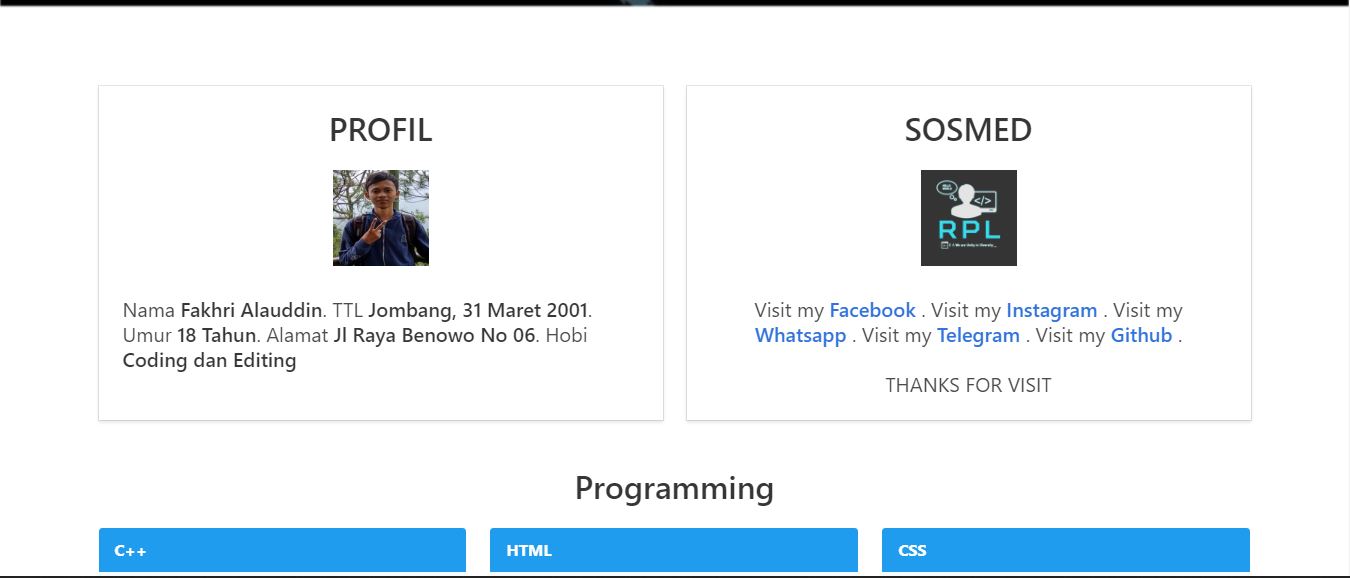 PROFIL
Nama Fakhri Alauddin. TTL Jombang, 31 Maret 2001.
Umur 18 Tahun. Alamat Jl Raya Benowo No 06. Hobi
Coding dan Editing
SOSMED
RPL
Visit my Facebook . Visit my Instagram . Visit my
Whatsapp . Visit my Telegram . Visit my Github .
THANKS FOR VISIT
Programming
C++
HTML
CSS